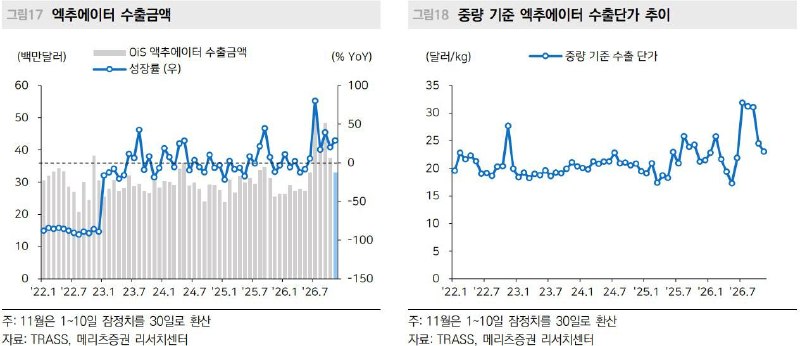 그림17 엑추에이터 수출금액
(백만달러)
OiS 엑추에이터 수출금액
성장률 (우)
(% YoY)
60
50
40
30
20
10
0
100
50
0
-50
-100
-150
'22.1 '22.7 23.1 '23.7 '24.1 '24.7 '25.1 '25.7 '26.1 '26.7
주: 11월은 1~10일 잠정치를 30일로 환산
자료: TRASS, 메리츠증권 리서치센터
그림18 중량 기준 엑추에이터 수출단가 추이
(달러/kg)
중량 기준 수출 단가
35
30
25
20
15
10
5
0
'22.1 '22.7 '23.1 '23.7 '24.1 '24.7 '25.1 '25.7 '26.1 '26.7
주: 11월은 1~10일 잠정치를 30일로 환산
자료: TRASS, 메리츠증권 리서치센터